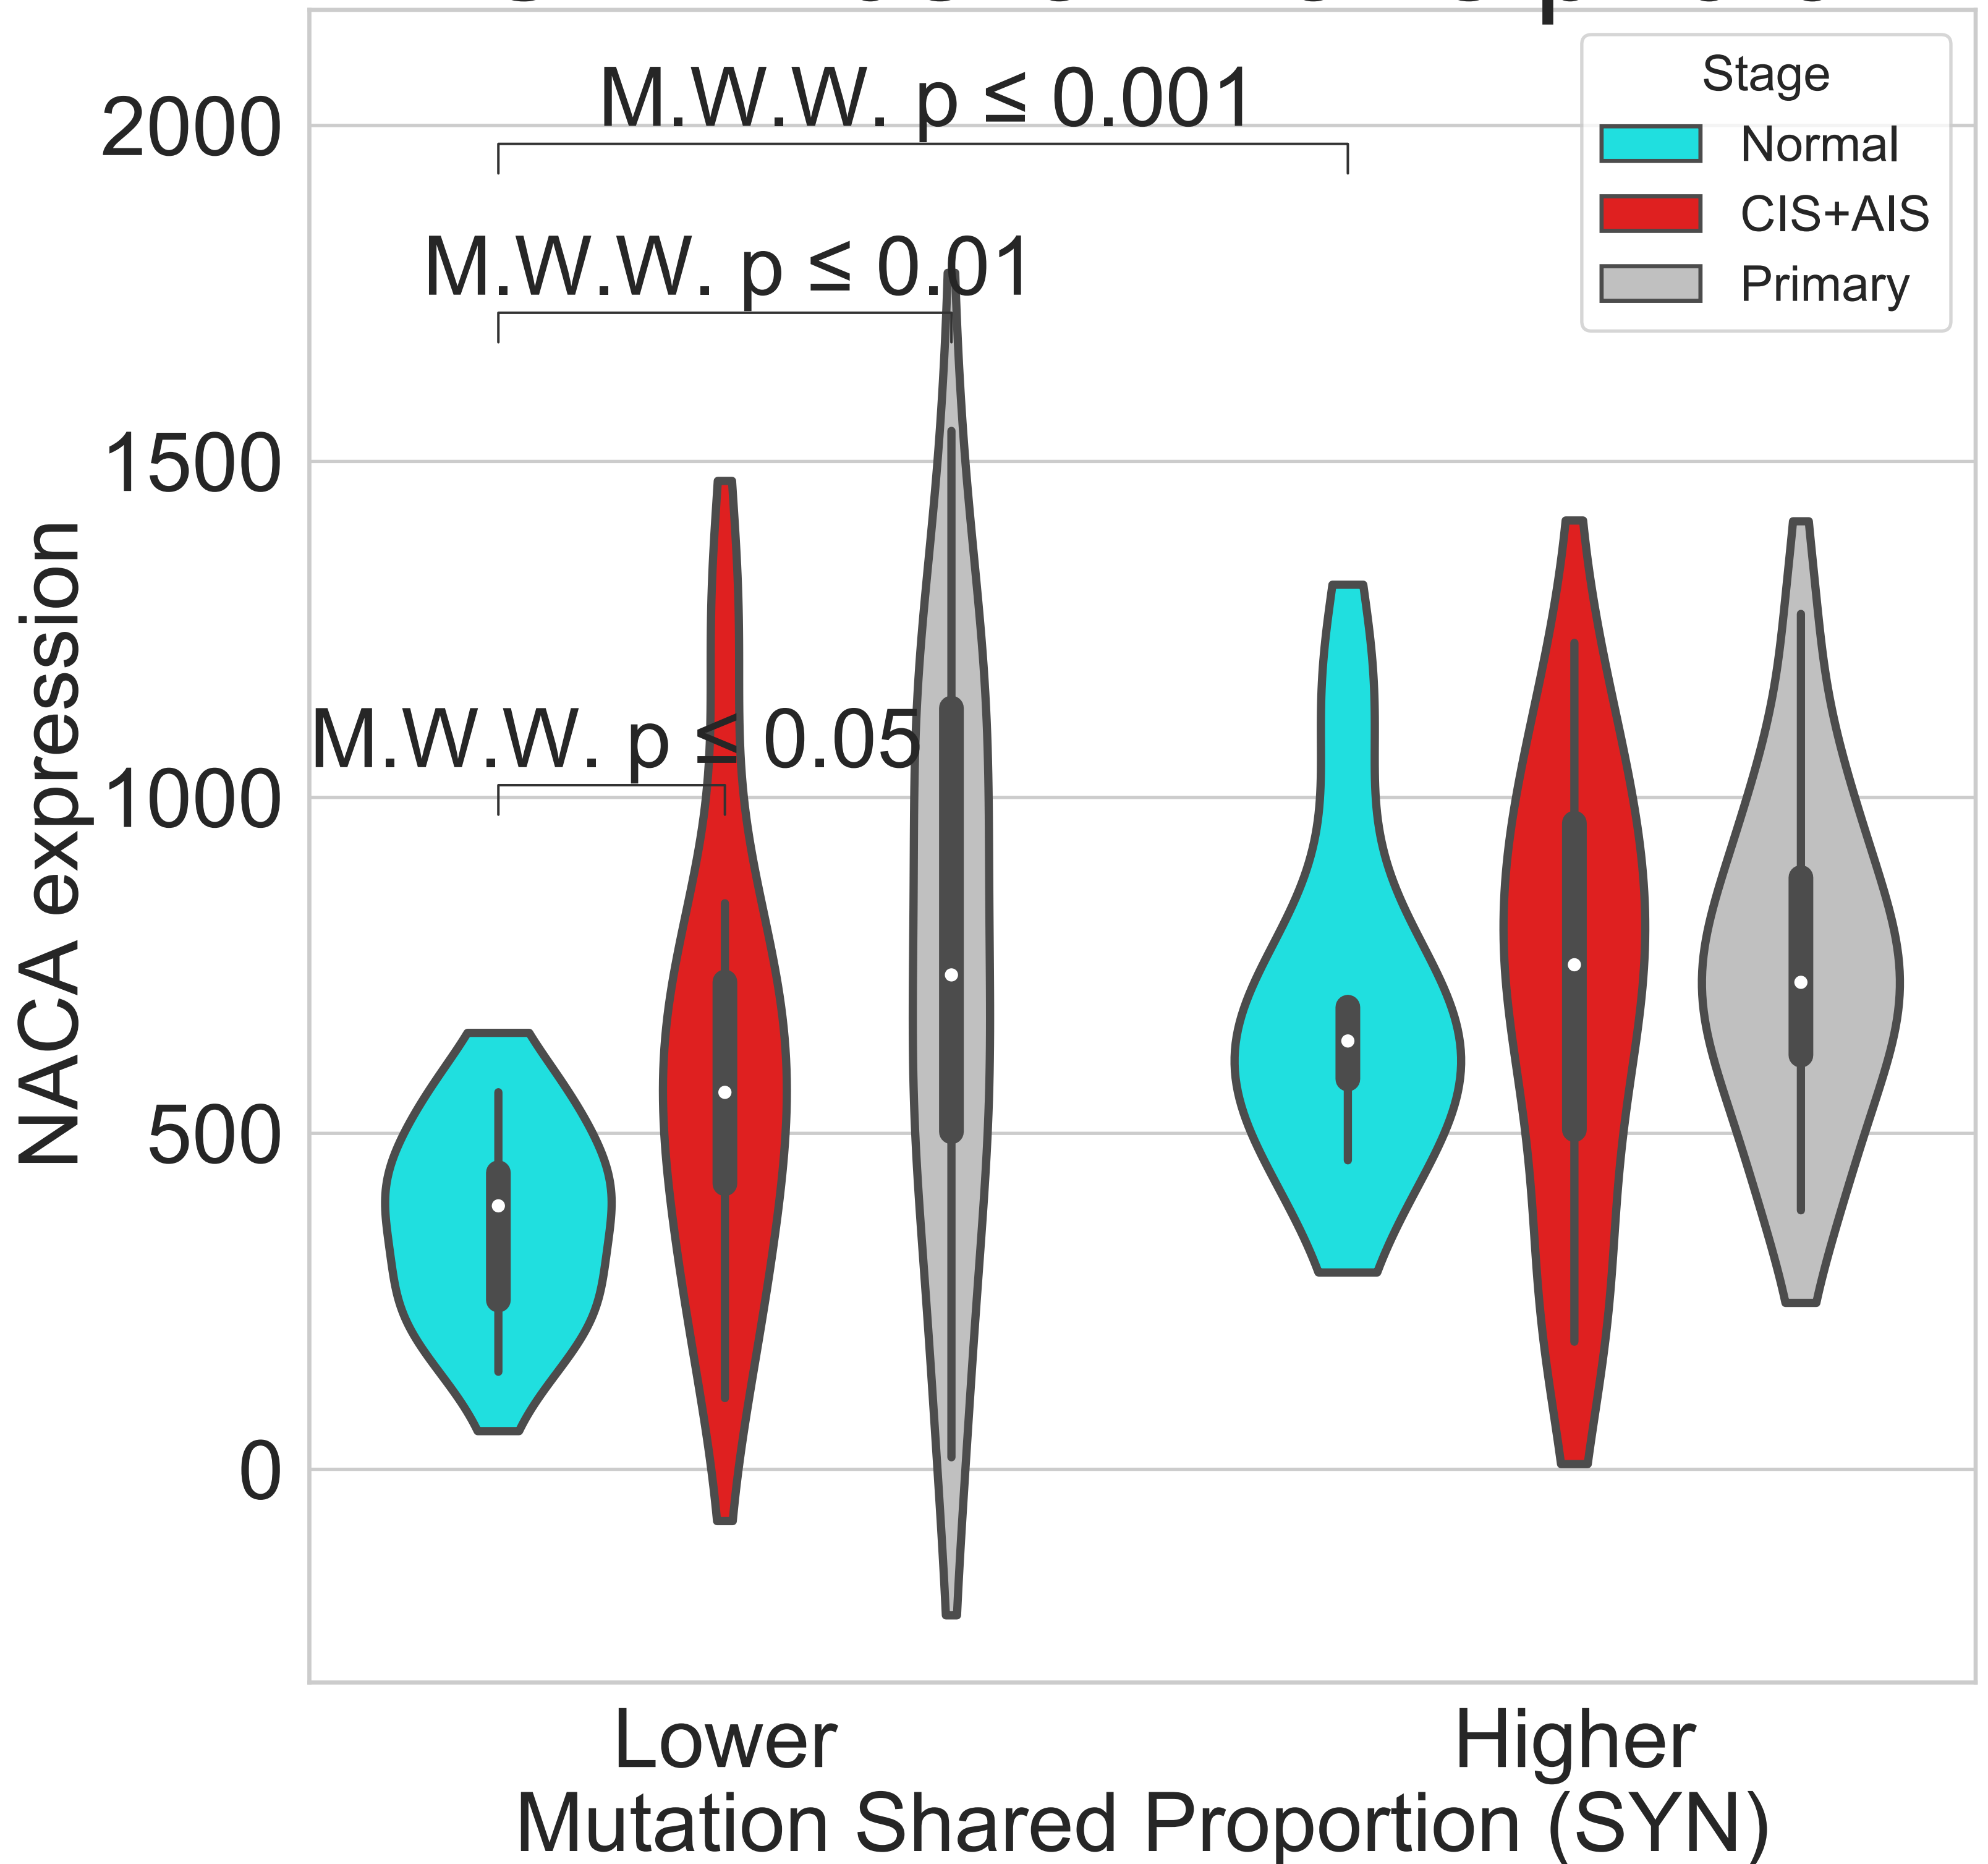 M.W.W. p ≤ 0.001
M.W.W. p ≤ 0.01
M.W.W. p ≤ 0.05
Stage
Normal
CIS+AIS
Primary
2000
1500
1000
500
0
NACA expression
Lower
Higher
Mutation Shared Proportion (SYN)